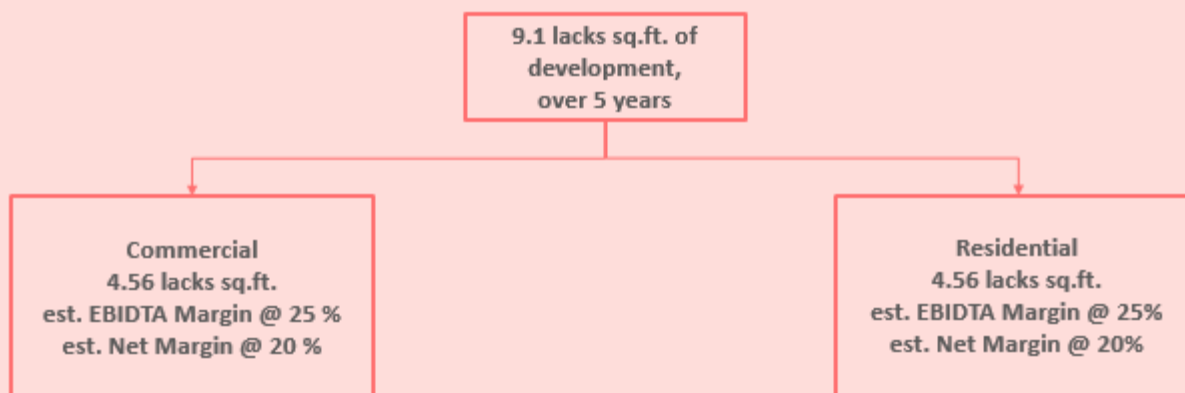 9.1 lacks sq.ft. of
development,
over 5 years
Commercial
4.56 lacks sq.ft.
est. EBIDTA Margin @ 25 %
est. Net Margin @ 20 %
Residential
4.56 lacks sq.ft.
est. EBIDTA Margin @ 25%
est. Net Margin @ 20%